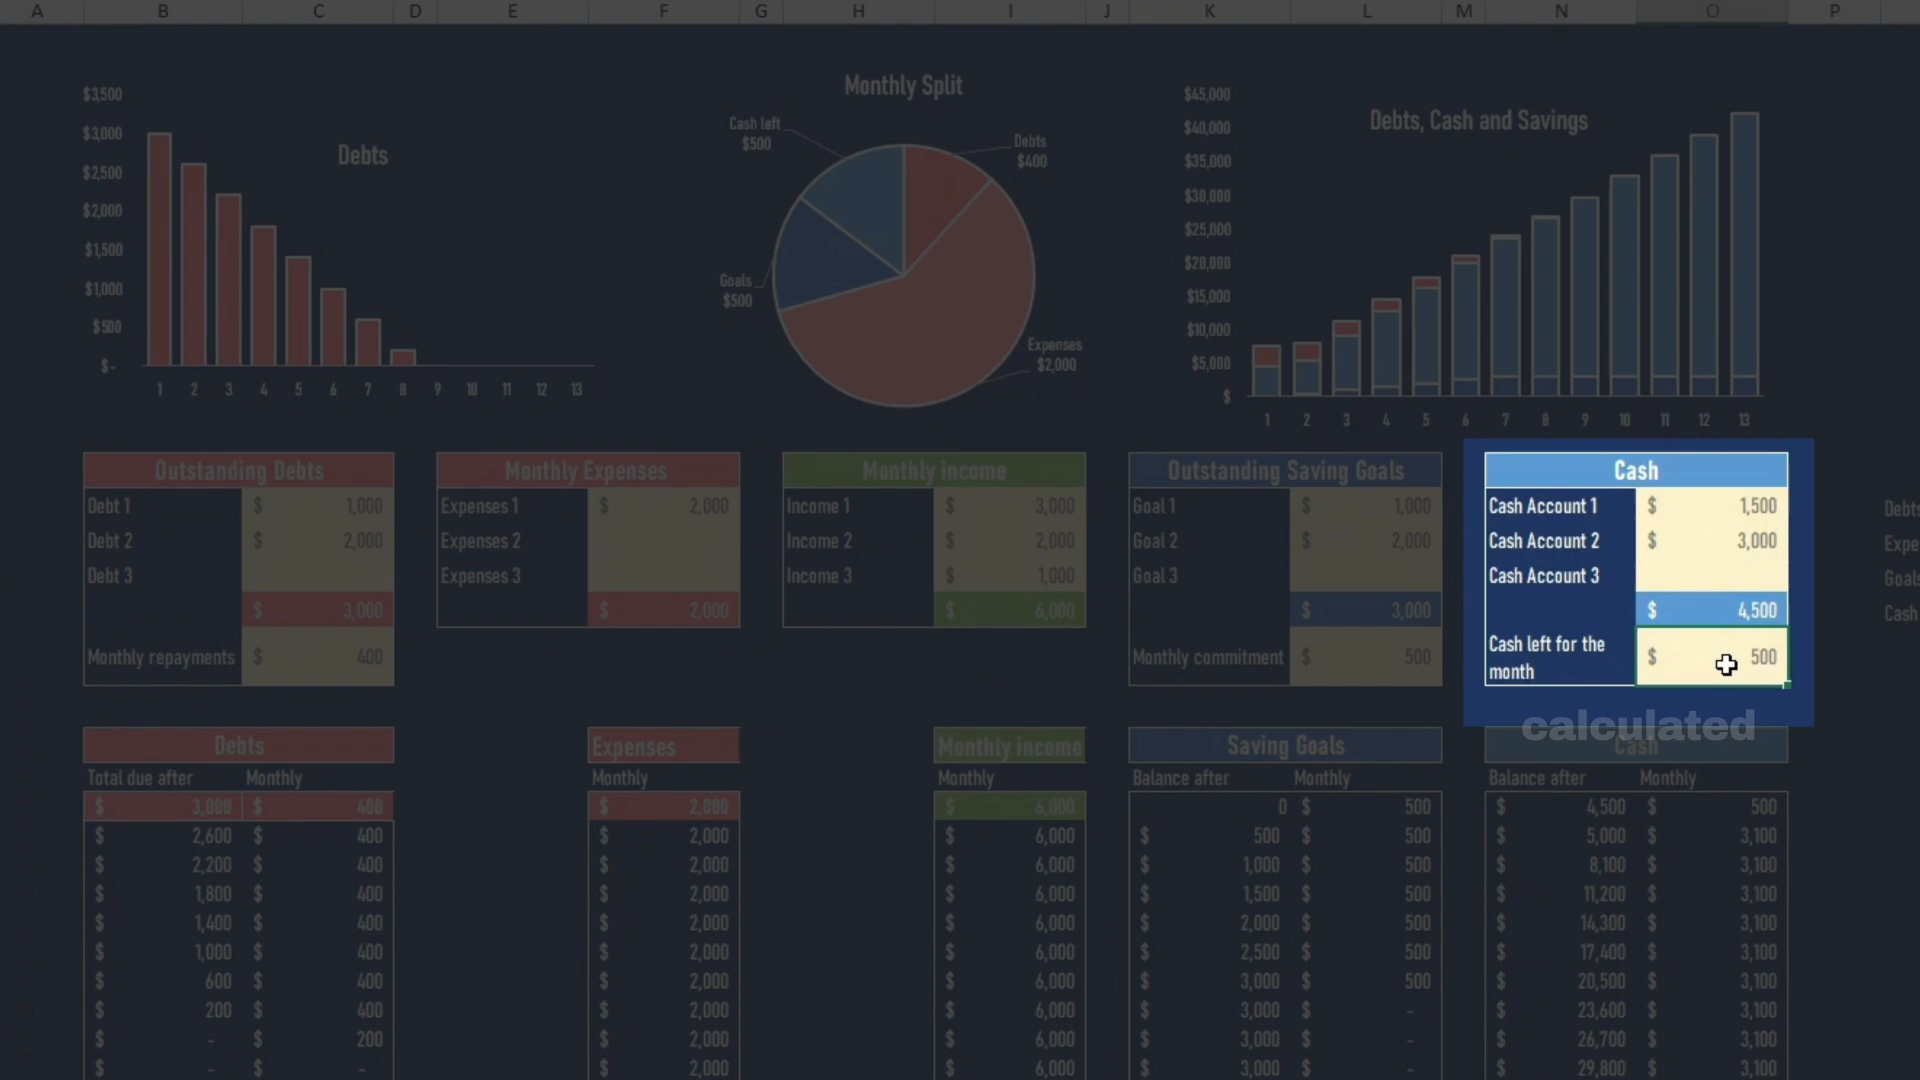 A B C D E F G H I J K L M N O P
Debts
$3,500
$3,000
$2,500
$2,000
$1,500
$1,000
$500
$-
1 2 3 4 5 6 7 8 9 10 11 12 13
Monthly Split
Cash left
$500
Debts
$400
Goals
$500
Expenses
$2,000
Debts, Cash and Savings
$45,000
$40,000
$35,000
$30,000
$25,000
$20,000
$15,000
$10,000
$5,000
$
1 2 3 4 5 6 7 8 9 10 11 12 13
Outstanding Debts
Debt 1 $ 1,000
Debt 2 $ 2,000
Debt 3
$ 3,000
Monthly repayments $ 400
Monthly Expenses
Expenses 1 $ 2,000
Expenses 2
Expenses 3
$ 2,000
Monthly income
Income 1 $ 3,000
Income 2 $ 2,000
Income 3 $ 1,000
$ 6,000
Outstanding Saving Goals
Goal 1 $ 1,000
Goal 2 $ 2,000
Goal 3
$ 3,000
Monthly commitment $ 500
Cash
Cash Account 1 $ 1,500
Cash Account 2 $ 3,000
Cash Account 3
$ 4,500
Cash left for the
month $ 500
Debts
Expe
Goals
Cash
calculated
Debts
Total due after Monthly
$ 3,000 $ 400
$ 2,600 $ 400
$ 2,200 $ 400
$ 1,800 $ 400
$ 1,400 $ 400
$ 1,000 $ 400
$ 600 $ 400
$ 200 $ 400
$ - $ 200
$ - $ -
Expenses
Monthly
$ 2,000
$ 2,000
$ 2,000
$ 2,000
$ 2,000
$ 2,000
$ 2,000
$ 2,000
$ 2,000
$ 2,000
Monthly income
Monthly
$ 6,000
$ 6,000
$ 6,000
$ 6,000
$ 6,000
$ 6,000
$ 6,000
$ 6,000
$ 6,000
$ 6,000
Saving Goals
Balance after Monthly
0 $ 500
$ 500 $ 500
$ 1,000 $ 500
$ 1,500 $ 500
$ 2,000 $ 500
$ 2,500 $ 500
$ 3,000 $ 500
$ 3,000 $ -
$ 3,000 $ -
$ 3,000 $ -
Cash
Balance after Monthly
$ 4,500 $ 500
$ 5,000 $ 3,100
$ 8,100 $ 3,100
$ 11,200 $ 3,100
$ 14,300 $ 3,100
$ 17,400 $ 3,100
$ 20,500 $ 3,100
$ 23,600 $ 3,100
$ 26,700 $ 3,100
$ 29,800 $ 3,100